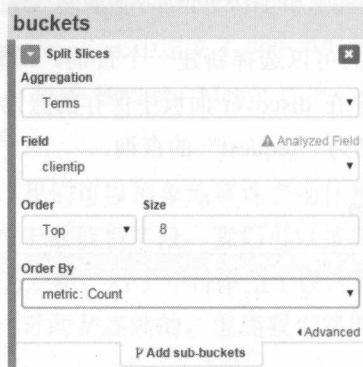 buckets
Split Slices
Aggregation
Terms
Field
Analyzed Field
clientip
Order
Size
Top
8
Order By
metric: Count
Advanced
Add sub-buckets